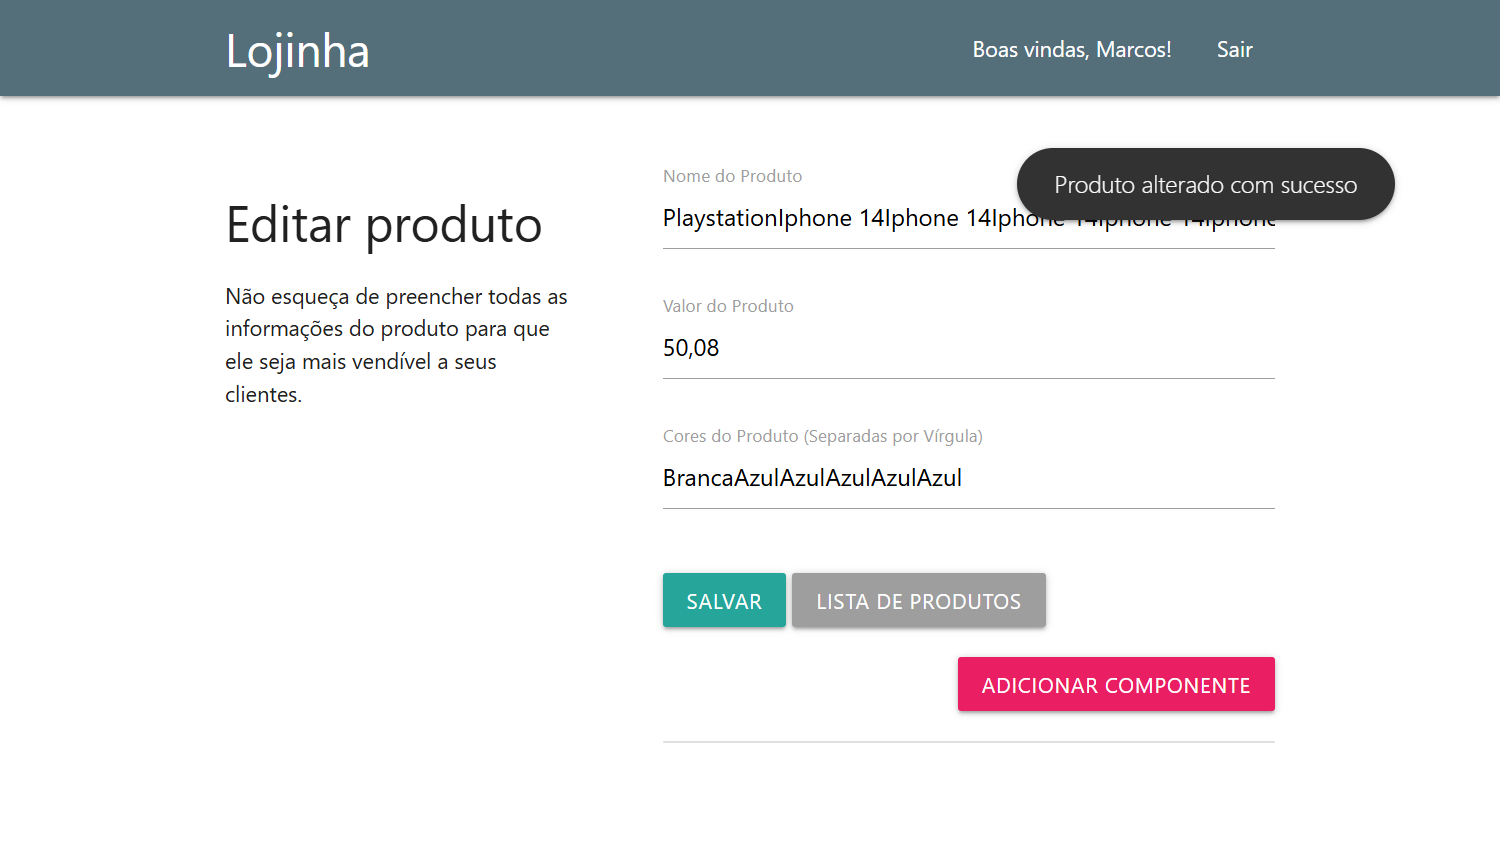 Lojinha
Boas vindas, Marcos!
Sair
Produto alterado com sucesso
Editar produto
Não esqueça de preencher todas as
informações do produto para que
ele seja mais vendível a seus
clientes.
Nome do Produto
PlaystationIphone 14Iphone 14Iphone 14Iphone 14Iphone
Valor do Produto
50,08
Cores do Produto (Separadas por Vírgula)
BrancaAzulAzulAzulAzulAzul
SALVAR
LISTA DE PRODUTOS
ADICIONAR COMPONENTE